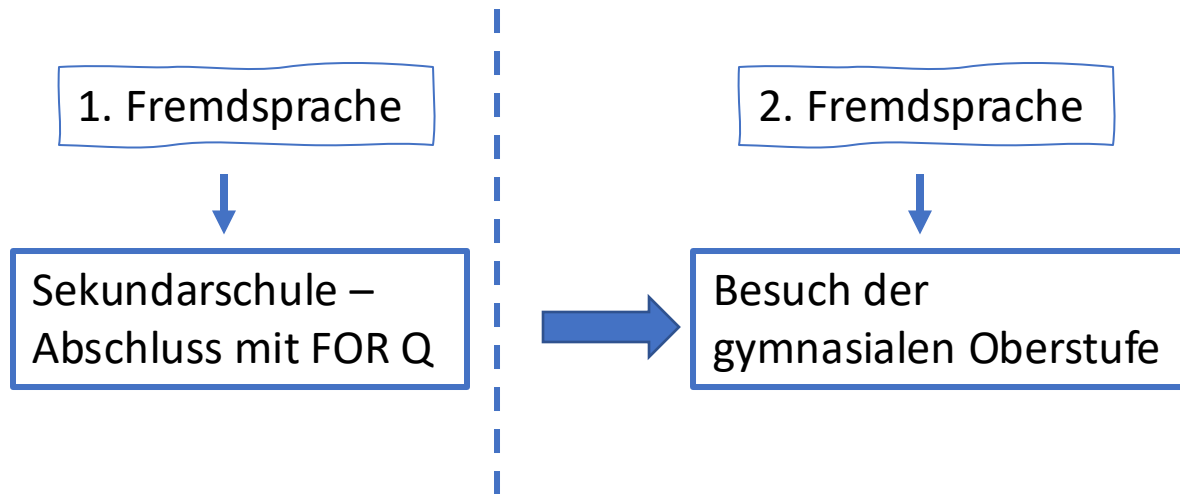 1. Fremdsprache
2. Fremdsprache
Sekundarschule –
Abschluss mit FOR Q
Besuch der
gymnasialen Oberstufe